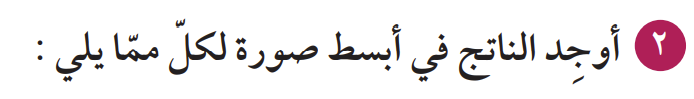 ٢ أوجِد الناتج في أبسط صورة لكلّ ممّا يلي :